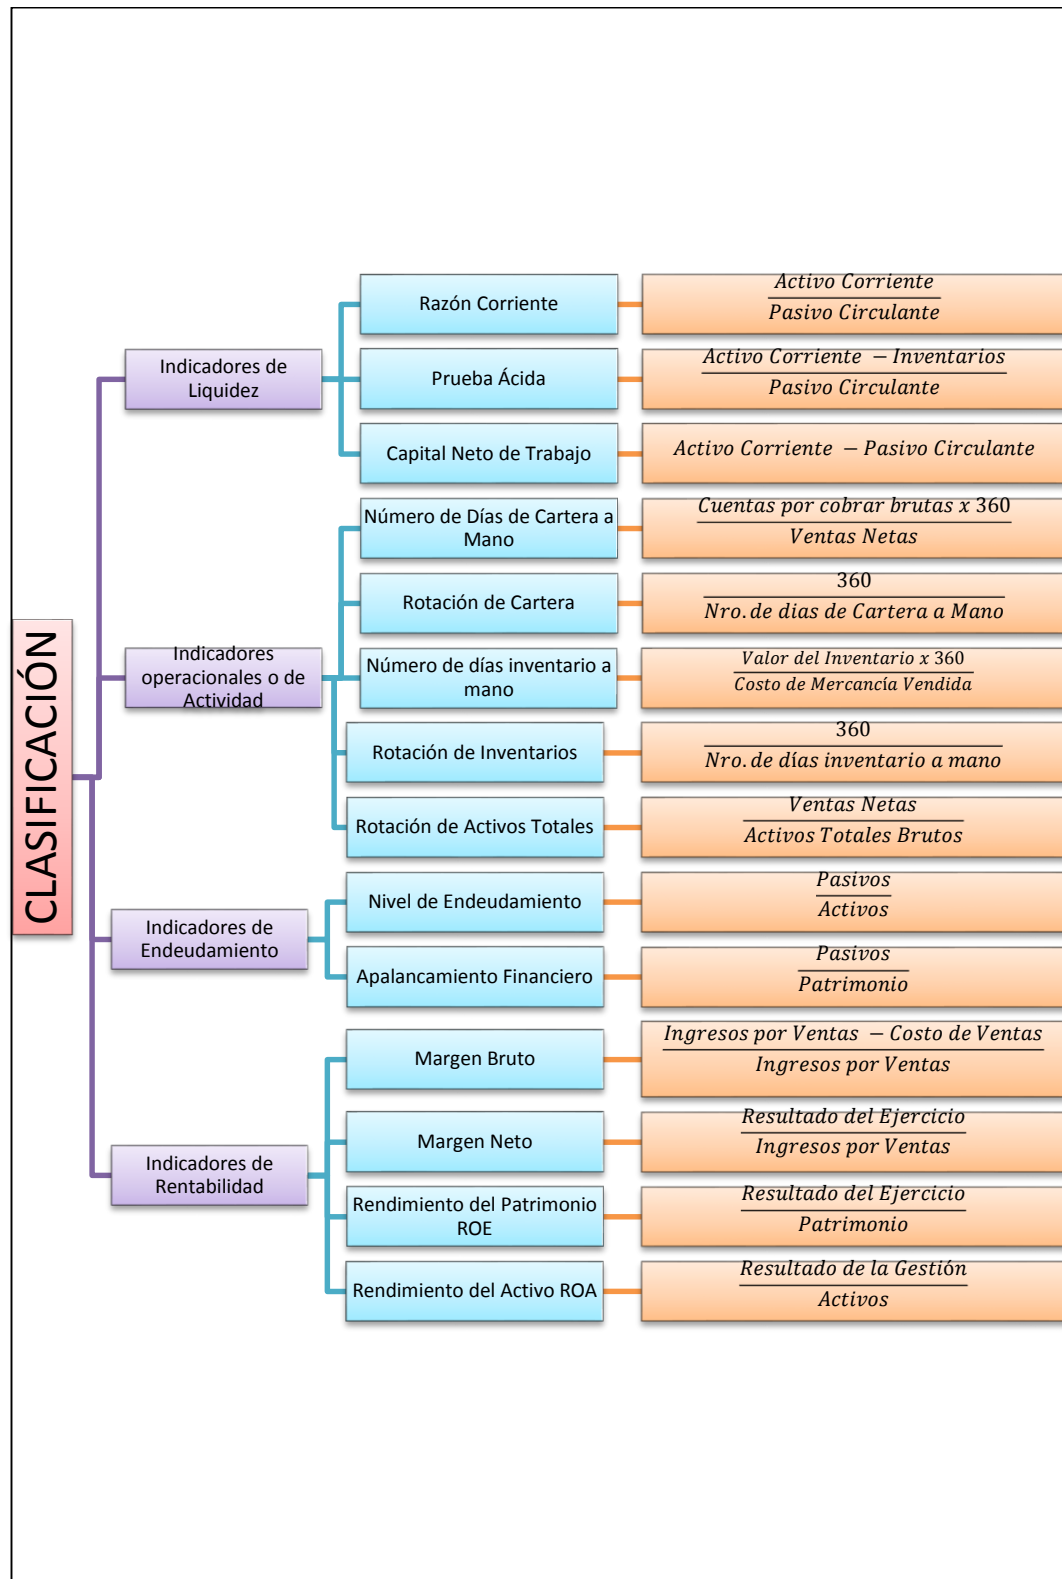 CLASIFICACIÓN
Indicadores de
Liquidez
Razón Corriente
Activo Corriente
Pasivo Circulante
Prueba Ácida
Activo Corriente − Inventarios
Pasivo Circulante
Capital Neto de Trabajo
Activo Corriente − Pasivo Circulante
Indicadores
operacionales o de
Actividad
Número de Días de Cartera a
Mano
Cuentas por cobrar brutas x 360
Ventas Netas
Rotación de Cartera
360
Nro. de dias de Cartera a Mano
Número de días inventario a
mano
Valor del Inventario x 360
Costo de Mercancía Vendida
Rotación de Inventarios
360
Nro. de días inventario a mano
Rotación de Activos Totales
Ventas Netas
Activos Totales Brutos
Indicadores de
Endeudamiento
Nivel de Endeudamiento
Pasivos
Activos
Apalancamiento Financiero
Pasivos
Patrimonio
Indicadores de
Rentabilidad
Margen Bruto
Ingresos por Ventas − Costo de Ventas
Ingresos por Ventas
Margen Neto
Resultado del Ejercicio
Ingresos por Ventas
Rendimiento del Patrimonio
ROE
Resultado del Ejercicio
Patrimonio
Rendimiento del Activo ROA
Resultado de la Gestión
Activos